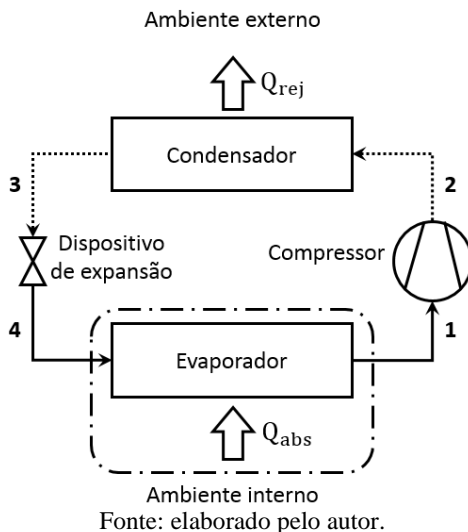 Ambiente externo
Q_rej
Condensador
3
2
Dispositivo
de expansão
Compressor
4
1
Evaporador
Q_abs
Ambiente interno
Fonte: elaborado pelo autor.